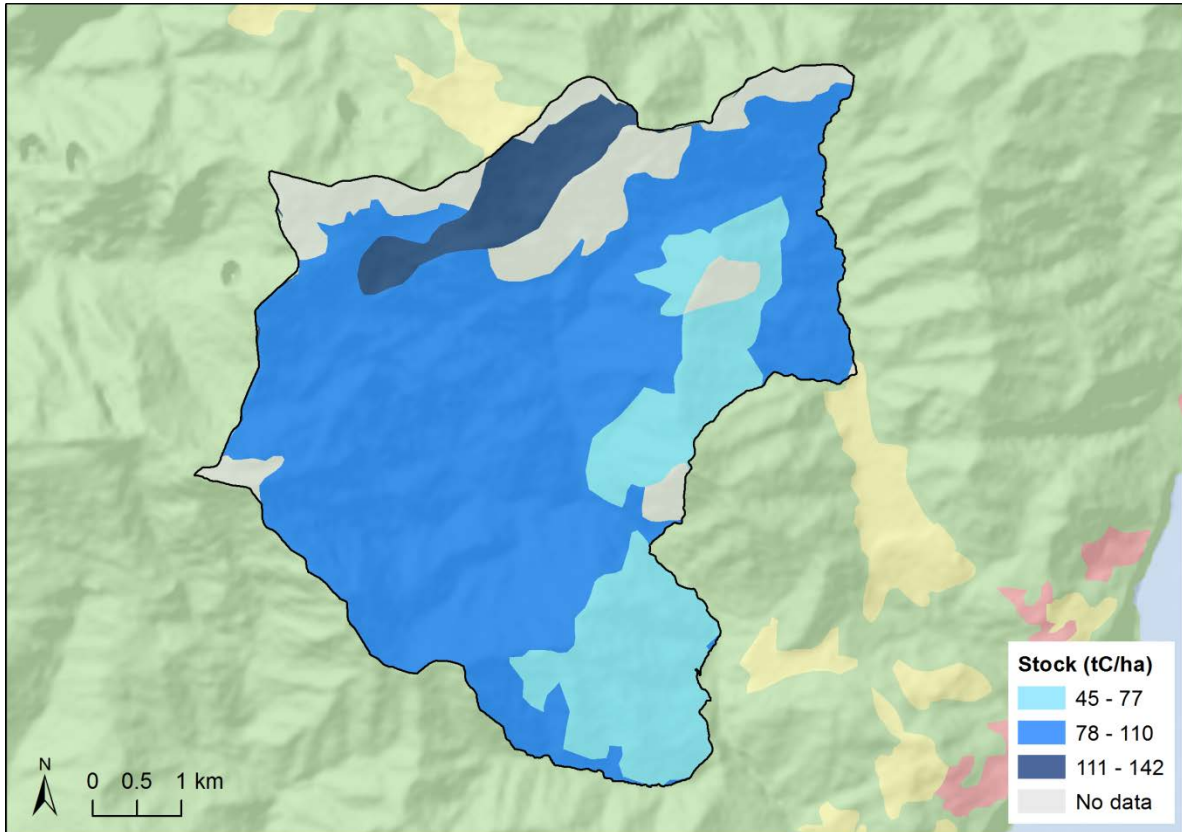 Stock (tC/ha)
45 - 77
78 - 110
111 - 142
No data
N
0 0.5 1 km